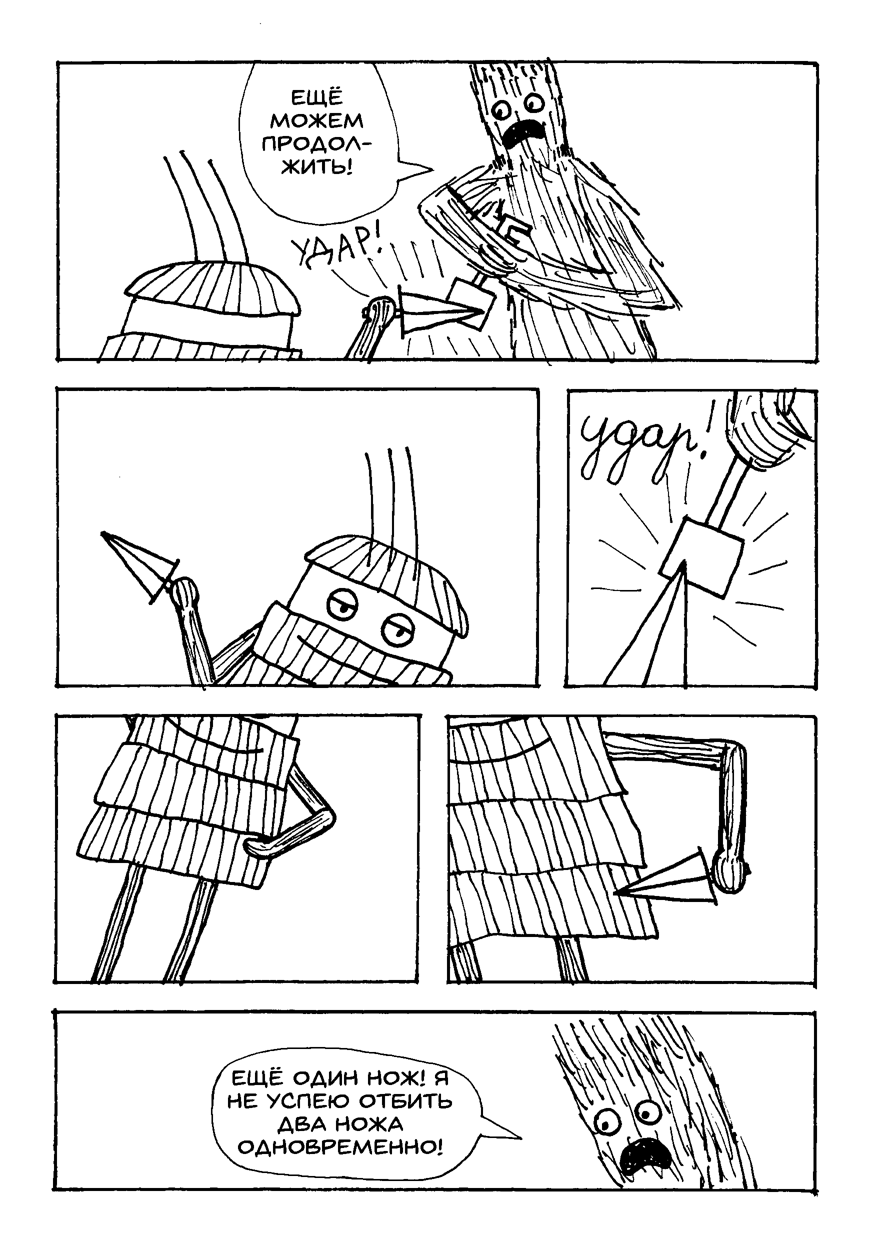 ЕЩЁ
МОЖЕМ
ПРОДОЛ-
ЖИТЬ!
УДАР!
удар!
ЕЩЁ ОДИН НОЖ! Я
НЕ УСПЕЮ ОТБИТЬ
ДВА НОЖА
ОДНОВРЕМЕННО!